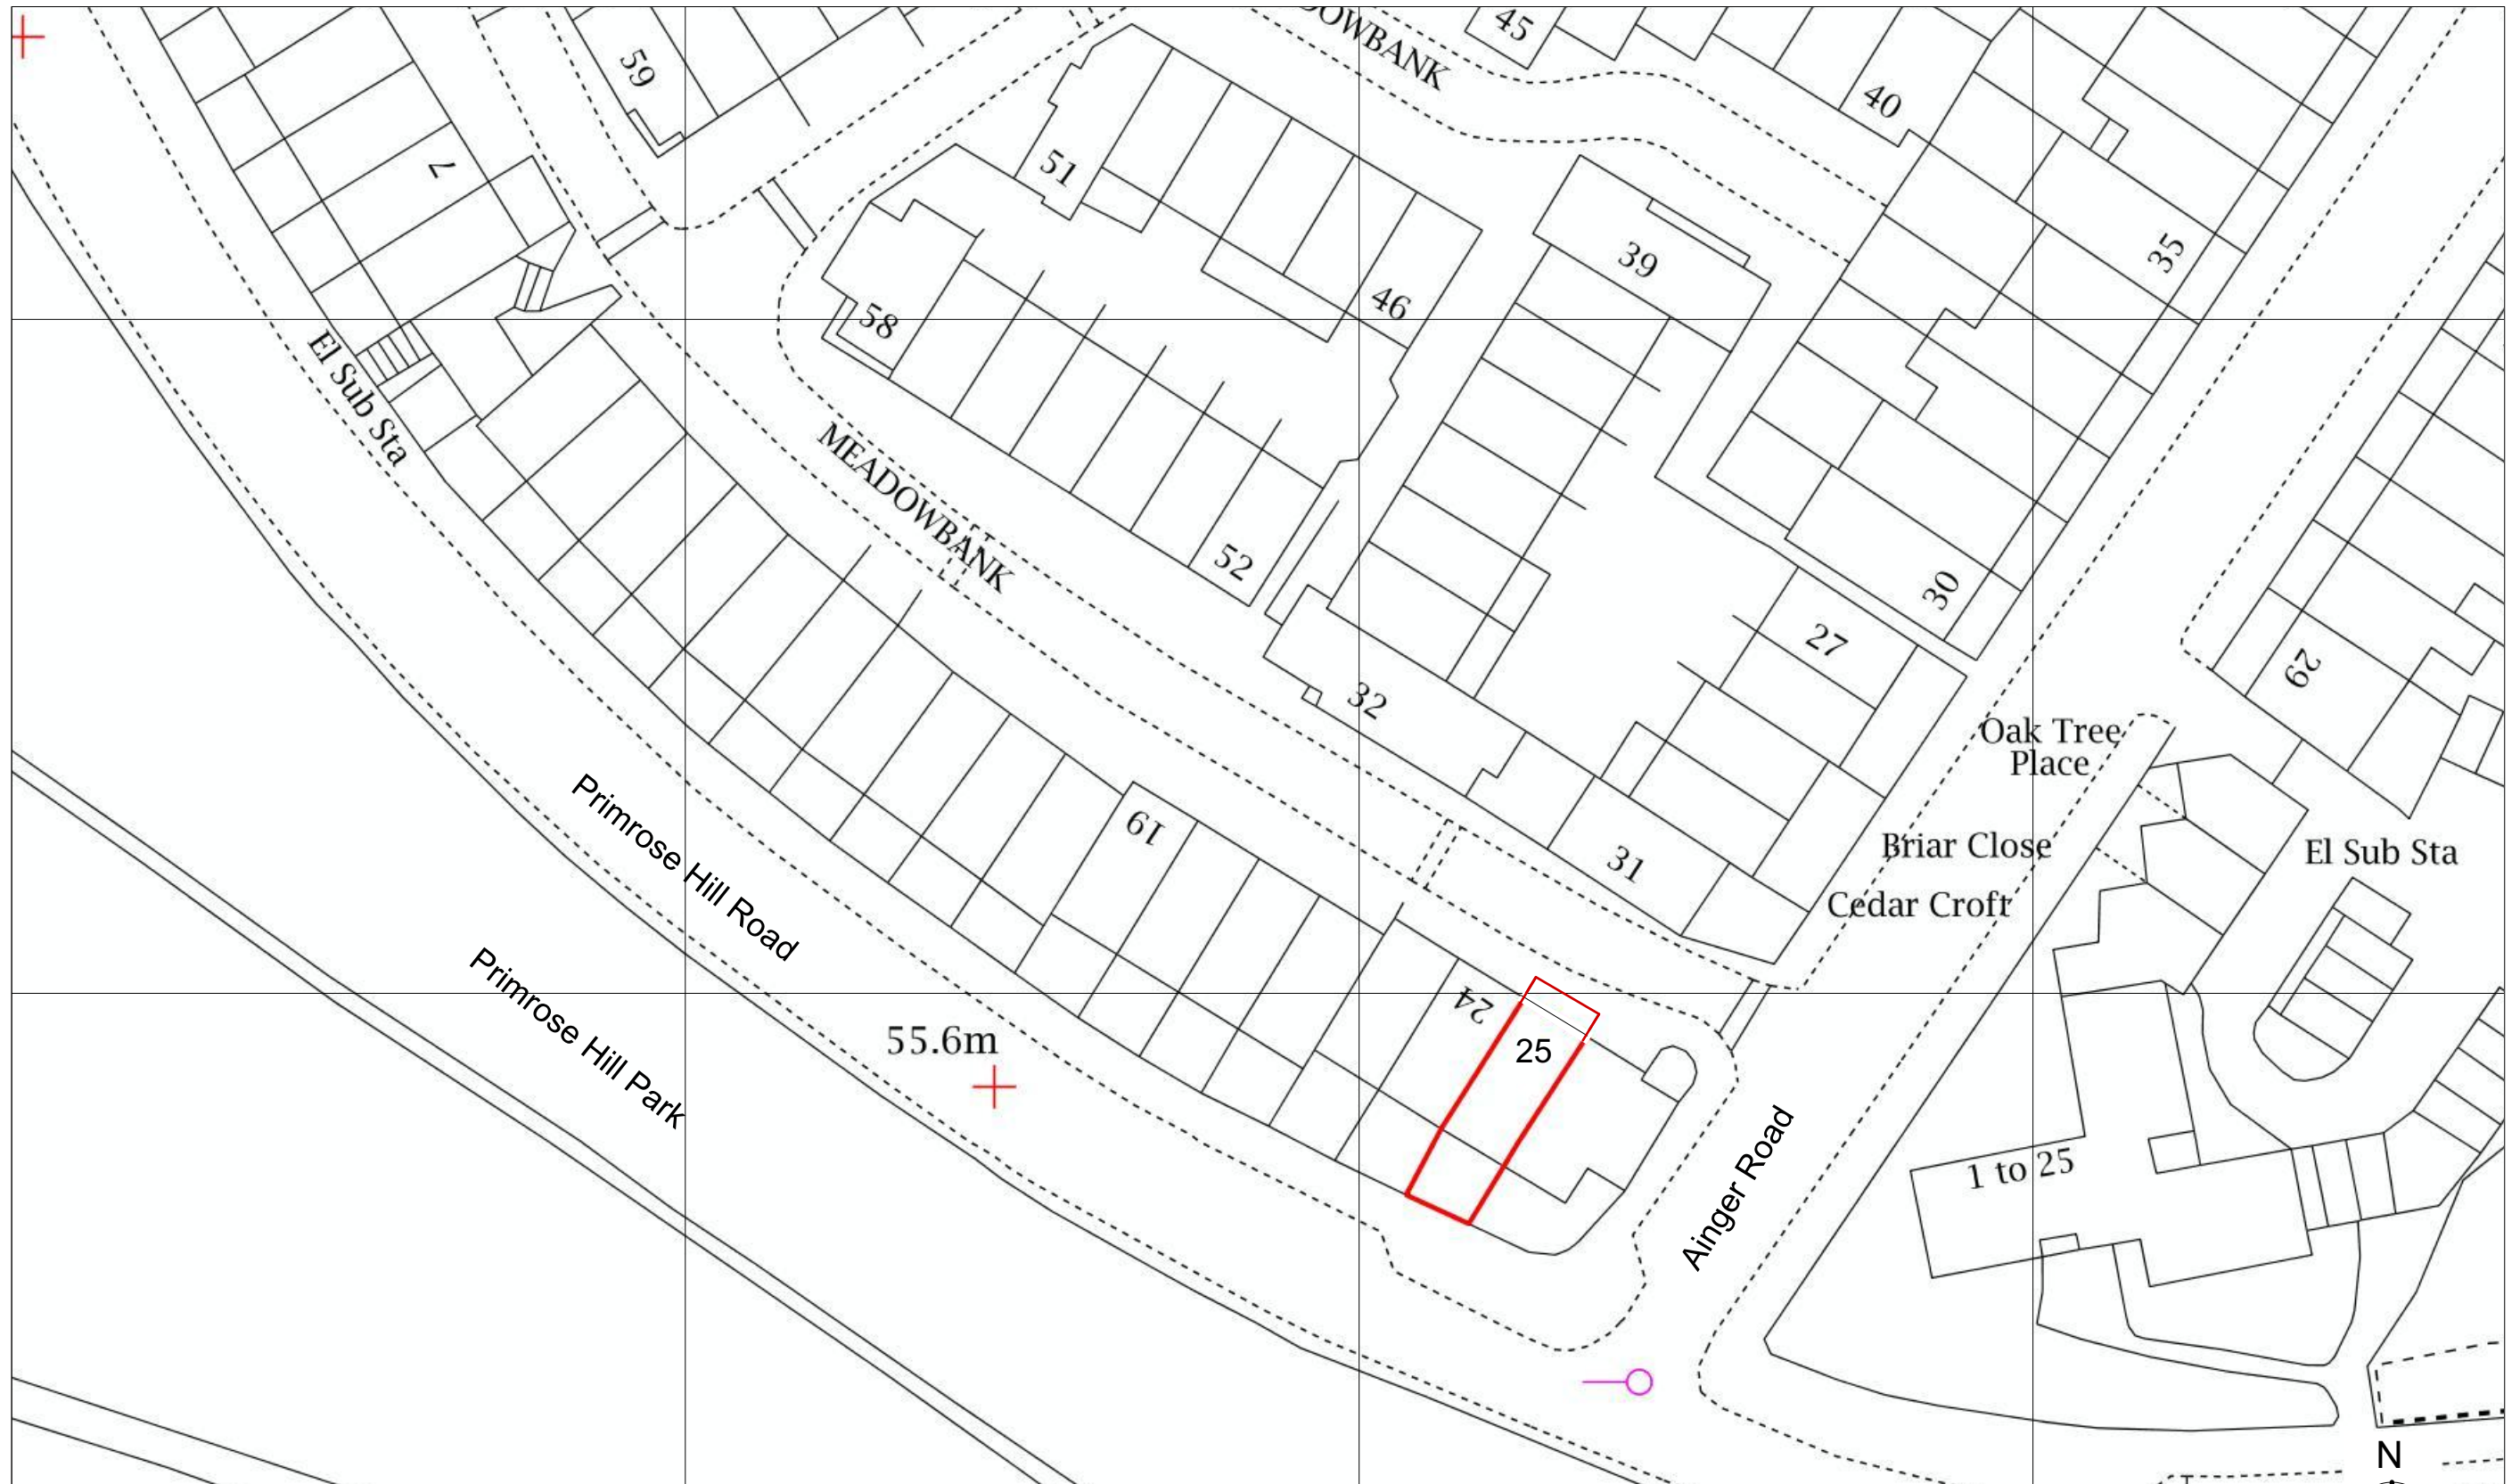 45
OWBANK
59
40
7
51
35
39
46
58
El Sub Sta
MEADOWBANK
52
30
27
29
32
Oak Tree
Place
19
31
Briar Close
El Sub Sta
Cedar Croft
Primrose Hill Road
Primrose Hill Park
24
55.6m
25
Ainger Road
1 to 25
N